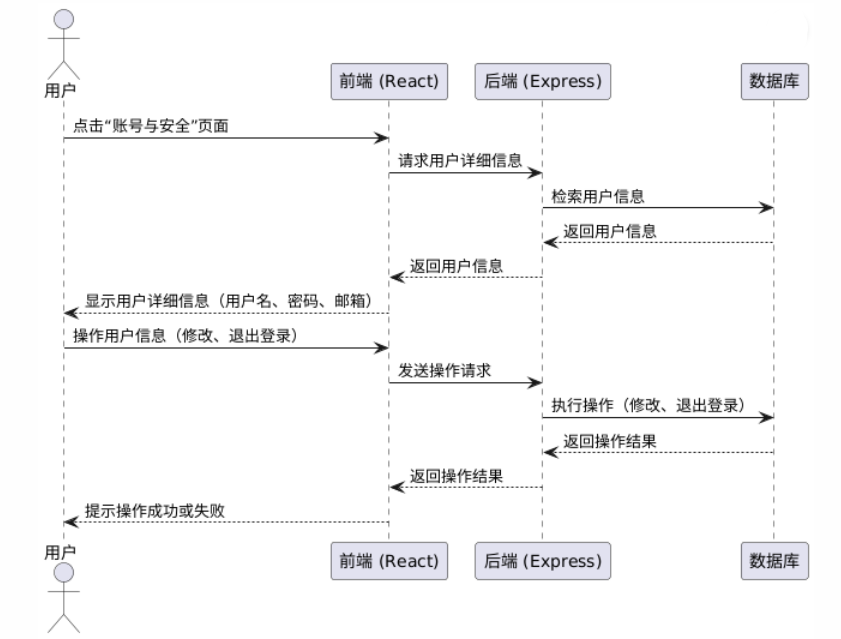 用户
前端 (React)
后端 (Express)
数据库
点击“账号与安全”页面
请求用户详细信息
检索用户信息
返回用户信息
返回用户信息
显示用户详细信息（用户名、密码、邮箱）
操作用户信息（修改、退出登录）
发送操作请求
执行操作（修改、退出登录）
返回操作结果
返回操作结果
提示操作成功或失败
用户
前端 (React)
后端 (Express)
数据库